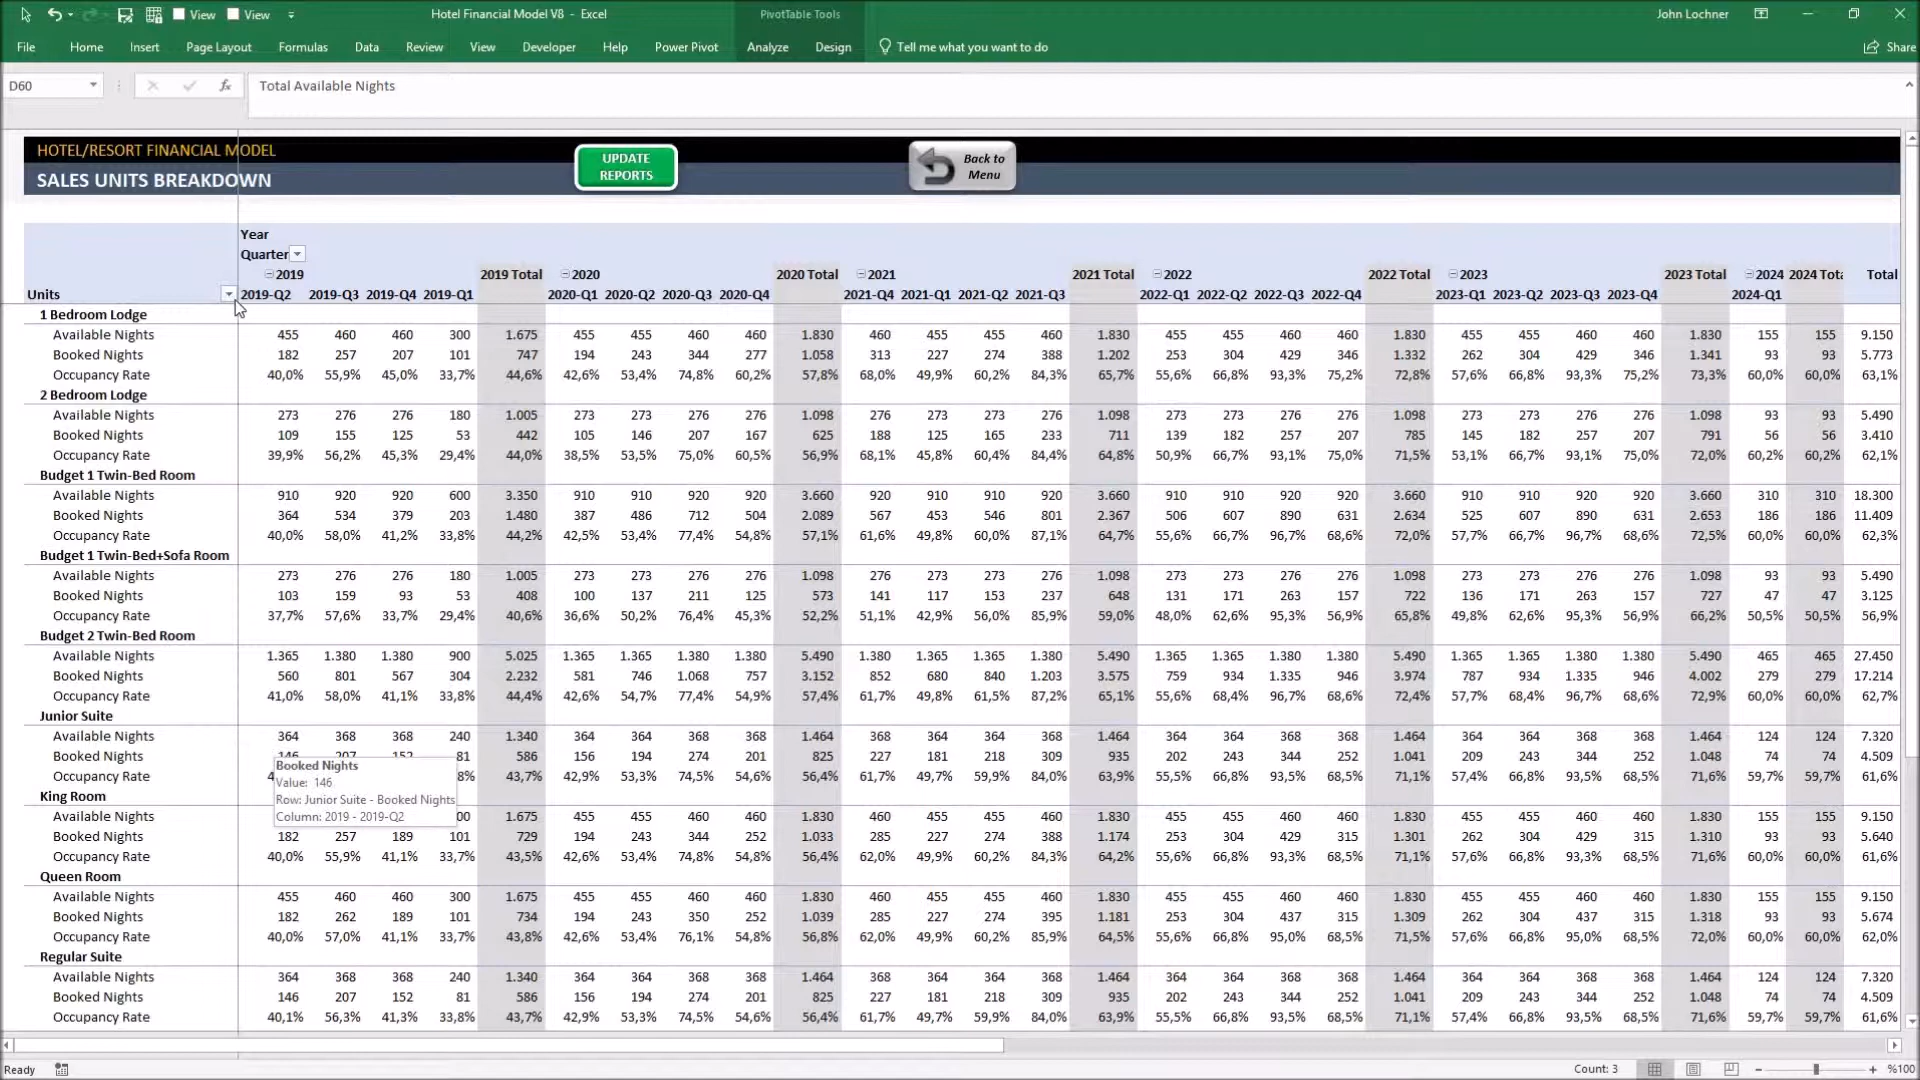 View View Hotel Financial Model V8 - Excel PivotTable Tools John Lochner
File Home Insert Page Layout Formulas Data Review View Developer Help Power Pivot Analyze Design Tell me what you want to do Share
D60 fx Total Available Nights
HOTEL/RESORT FINANCIAL MODEL
SALES UNITS BREAKDOWN
UPDATE
REPORTS
Back to
Menu
Year
Quarter
2019 2019 Total 2020 2020 Total 2021 2021 Total 2022 2022 Total 2023 2023 Total 2024 2024 Tota Total
Units 2019-Q2 2019-Q3 2019-Q4 2019-Q1 2020-Q1 2020-Q2 2020-Q3 2020-Q4 2021-Q4 2021-Q1 2021-Q2 2021-Q3 2022-Q1 2022-Q2 2022-Q3 2022-Q4 2023-Q1 2023-Q2 2023-Q3 2023-Q4 2024-Q1
1 Bedroom Lodge
Available Nights 455 460 460 300 1.675 455 455 460 460 1.830 460 455 455 460 1.830 455 455 460 460 1.830 455 455 460 460 1.830 155 155 9.150
Booked Nights 182 257 207 101 747 194 243 344 277 1.058 313 227 274 388 1.202 253 304 429 346 1.332 262 304 429 346 1.341 93 93 5.773
Occupancy Rate 40,0% 55,9% 45,0% 33,7% 44,6% 42,6% 53,4% 74,8% 60,2% 57,8% 68,0% 49,9% 60,2% 84,3% 65,7% 55,6% 66,8% 93,3% 75,2% 72,8% 57,6% 66,8% 93,3% 75,2% 73,3% 60,0% 60,0% 63,1%
2 Bedroom Lodge
Available Nights 273 276 276 180 1.005 273 273 276 276 1.098 276 273 273 276 1.098 273 273 276 276 1.098 273 273 276 276 1.098 93 93 5.490
Booked Nights 109 155 125 53 442 105 146 207 167 625 188 125 165 233 711 139 182 257 207 785 145 182 257 207 791 56 56 3.410
Occupancy Rate 39,9% 56,2% 45,3% 29,4% 44,0% 38,5% 53,5% 75,0% 60,5% 56,9% 68,1% 45,8% 60,4% 84,4% 64,8% 50,9% 66,7% 93,1% 75,0% 71,5% 53,1% 66,7% 93,1% 75,0% 72,0% 60,2% 60,2% 62,1%
Budget 1 Twin-Bed Room
Available Nights 910 920 920 600 3.350 910 910 920 920 3.660 920 910 910 920 3.660 910 910 920 920 3.660 910 910 920 920 3.660 310 310 18.300
Booked Nights 364 534 379 203 1.480 387 486 712 504 2.089 567 453 546 801 2.367 506 607 890 631 2.634 525 607 890 631 2.653 186 186 11.409
Occupancy Rate 40,0% 58,0% 41,2% 33,8% 44,2% 42,5% 53,4% 77,4% 54,8% 57,1% 61,6% 49,8% 60,0% 87,1% 64,7% 55,6% 66,7% 96,7% 68,6% 72,0% 57,7% 66,7% 96,7% 68,6% 72,5% 60,0% 60,0% 62,3%
Budget 1 Twin-Bed+Sofa Room
Available Nights 273 276 276 180 1.005 273 273 276 276 1.098 276 273 273 276 1.098 273 273 276 276 1.098 273 273 276 276 1.098 93 93 5.490
Booked Nights 103 159 93 53 408 100 137 211 125 573 141 117 153 237 648 131 171 263 157 722 136 171 263 157 727 47 47 3.125
Occupancy Rate 37,7% 57,6% 33,7% 29,4% 40,6% 36,6% 50,2% 76,4% 45,3% 52,2% 51,1% 42,9% 56,0% 85,9% 59,0% 48,0% 62,6% 95,3% 56,9% 65,8% 49,8% 62,6% 95,3% 56,9% 66,2% 50,5% 50,5% 56,9%
Budget 2 Twin-Bed Room
Available Nights 1.365 1.380 1.380 900 5.025 1.365 1.365 1.380 1.380 5.490 1.380 1.365 1.365 1.380 5.490 1.365 1.365 1.380 1.380 5.490 1.365 1.365 1.380 1.380 5.490 465 465 27.450
Booked Nights 560 801 567 304 2.232 581 746 1.068 757 3.152 852 680 840 1.203 3.575 759 934 1.335 946 3.974 787 934 1.335 946 4.002 279 279 17.214
Occupancy Rate 41,0% 58,0% 41,1% 33,8% 44,4% 42,6% 54,7% 77,4% 54,9% 57,4% 61,7% 49,8% 61,5% 87,2% 65,1% 55,6% 68,4% 96,7% 68,6% 72,4% 57,7% 68,4% 96,7% 68,6% 72,9% 60,0% 60,0% 62,7%
Junior Suite
Available Nights 364 368 368 240 1.340 364 364 368 368 1.464 368 364 364 368 1.464 364 364 368 368 1.464 364 364 368 368 1.464 124 124 7.320
Booked Nights 146 207 152 81 586 156 194 274 201 825 227 181 218 309 935 202 243 344 252 1.041 209 243 344 252 1.048 74 74 4.509
Occupancy Rate 4 8% 43,7% 42,9% 53,3% 74,5% 54,6% 56,4% 61,7% 49,7% 59,9% 84,0% 63,9% 55,6% 66,8% 93,5% 68,5% 71,1% 57,4% 66,8% 93,5% 68,5% 71,6% 59,7% 59,7% 61,6%
Booked Nights
Value: 146
Row: Junior Suite - Booked Nights
Column: 2019 - 2019-Q2
King Room
Available Nights 00 1.675 455 455 460 460 1.830 460 455 455 460 1.830 455 455 460 460 1.830 455 455 460 460 1.830 155 155 9.150
Booked Nights 182 257 189 101 729 194 243 344 252 1.033 285 227 274 388 1.174 253 304 429 315 1.301 262 304 429 315 1.310 93 93 5.640
Occupancy Rate 40,0% 55,9% 41,1% 33,7% 43,5% 42,6% 53,4% 74,8% 54,8% 56,4% 62,0% 49,9% 60,2% 84,3% 64,2% 55,6% 66,8% 93,3% 68,5% 71,1% 57,6% 66,8% 93,3% 68,5% 71,6% 60,0% 60,0% 61,6%
Queen Room
Available Nights 455 460 460 300 1.675 455 455 460 460 1.830 460 455 455 460 1.830 455 455 460 460 1.830 455 455 460 460 1.830 155 155 9.150
Booked Nights 182 262 189 101 734 194 243 350 252 1.039 285 227 274 395 1.181 253 304 437 315 1.309 262 304 437 315 1.318 93 93 5.674
Occupancy Rate 40,0% 57,0% 41,1% 33,7% 43,8% 42,6% 53,4% 76,1% 54,8% 56,8% 62,0% 49,9% 60,2% 85,9% 64,5% 55,6% 66,8% 95,0% 68,5% 71,5% 57,6% 66,8% 95,0% 68,5% 72,0% 60,0% 60,0% 62,0%
Regular Suite
Available Nights 364 368 368 240 1.340 364 364 368 368 1.464 368 364 364 368 1.464 364 364 368 368 1.464 364 364 368 368 1.464 124 124 7.320
Booked Nights 146 207 152 81 586 156 194 274 201 825 227 181 218 309 935 202 243 344 252 1.041 209 243 344 252 1.048 74 74 4.509
Occupancy Rate 40,1% 56,3% 41,3% 33,8% 43,7% 42,9% 53,3% 74,5% 54,6% 56,4% 61,7% 49,7% 59,9% 84,0% 63,9% 55,6% 66,8% 93,5% 68,5% 71,1% 57,4% 66,8% 93,5% 68,5% 71,6% 59,7% 59,7% 61,6%
Ready Count: 3 %100